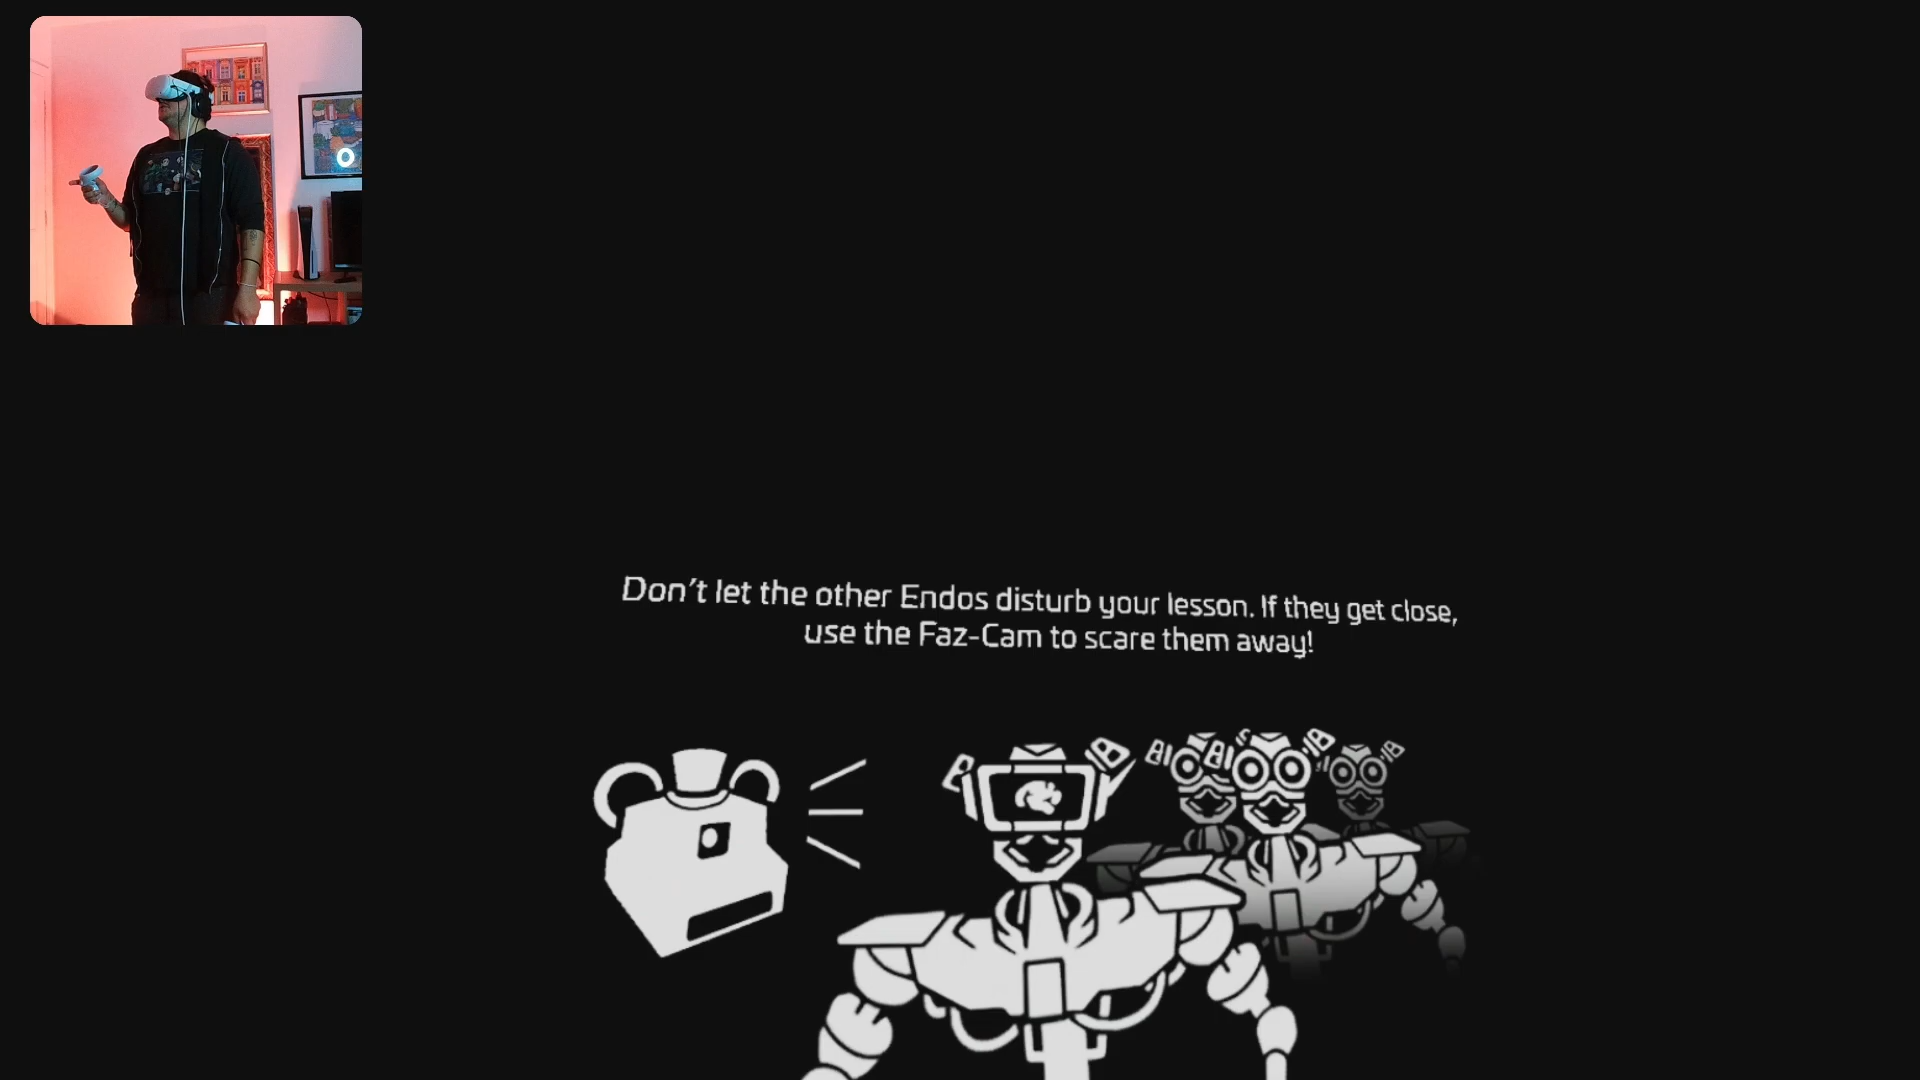 Don't let the other Endos disturb your lesson. If they get close,
use the Faz-Cam to scare them away!